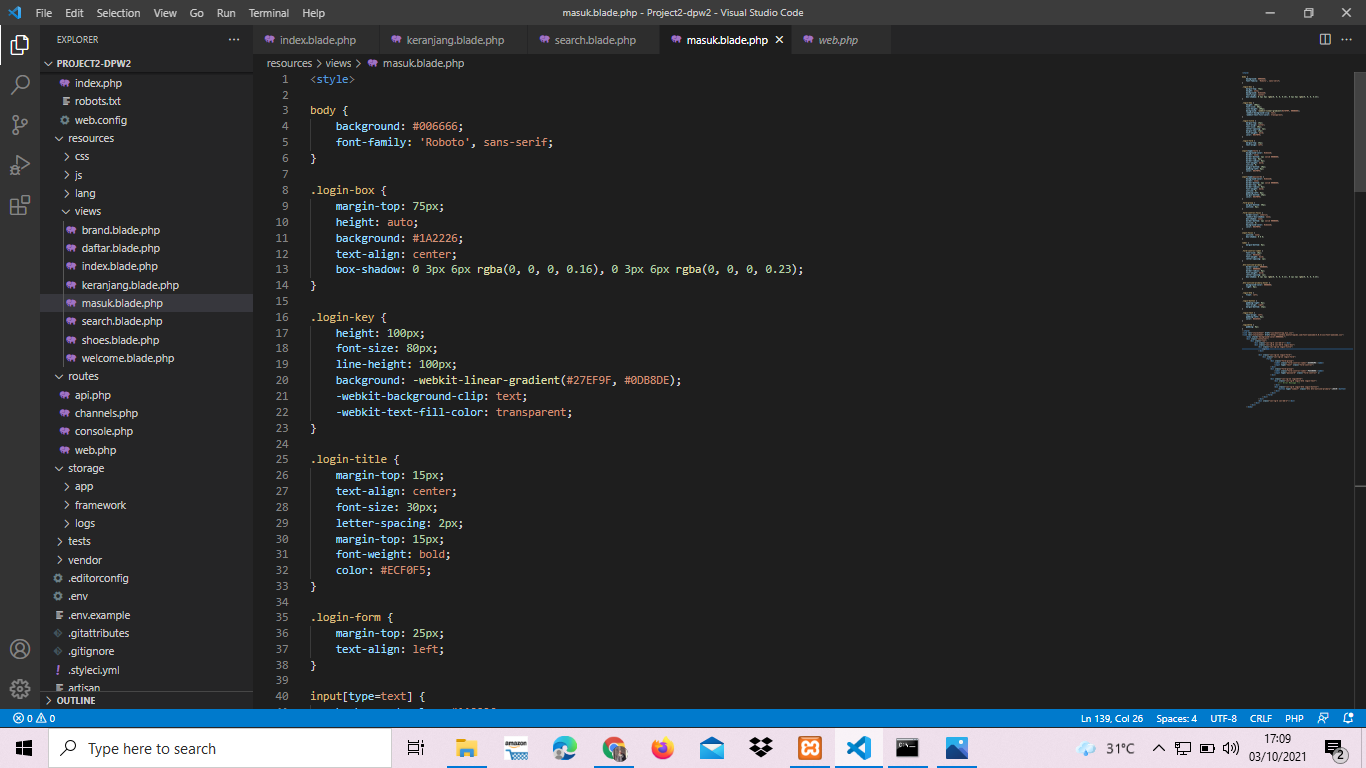 File Edit Selection View Go Run Terminal Help
masuk.blade.php - Project2-dpw2 - Visual Studio Code
EXPLORER
PROJECT2-DPW2
index.php
robots.txt
web.config
resources
css
js
lang
views
brand.blade.php
daftar.blade.php
index.blade.php
keranjang.blade.php
masuk.blade.php
search.blade.php
shoes.blade.php
welcome.blade.php
routes
api.php
channels.php
console.php
web.php
storage
app
framework
logs
tests
vendor
.editorconfig
.env
.env.example
.gitattributes
.gitignore
.styleci.yml
artisan
OUTLINE
index.blade.php keranjang.blade.php search.blade.php masuk.blade.php web.php
resources > views > masuk.blade.php
1 <style>
2
3 body {
4 background: #006666;
5 font-family: 'Roboto', sans-serif;
6 }
7
8 .login-box {
9 margin-top: 75px;
10 height: auto;
11 background: #1A2226;
12 text-align: center;
13 box-shadow: 0 3px 6px rgba(0, 0, 0, 0.16), 0 3px 6px rgba(0, 0, 0, 0.23);
14 }
15
16 .login-key {
17 height: 100px;
18 font-size: 80px;
19 line-height: 100px;
20 background: -webkit-linear-gradient(#27EF9F, #0DB8DE);
21 -webkit-background-clip: text;
22 -webkit-text-fill-color: transparent;
23 }
24
25 .login-title {
26 margin-top: 15px;
27 text-align: center;
28 font-size: 30px;
29 letter-spacing: 2px;
30 margin-top: 15px;
31 font-weight: bold;
32 color: #ECF0F5;
33 }
34
35 .login-form {
36 margin-top: 25px;
37 text-align: left;
38 }
39
40 input[type=text] {
0 0
Ln 139, Col 26 Spaces: 4 UTF-8 CRLF PHP
Type here to search
amazon
31°C
17:09
03/10/2021
2